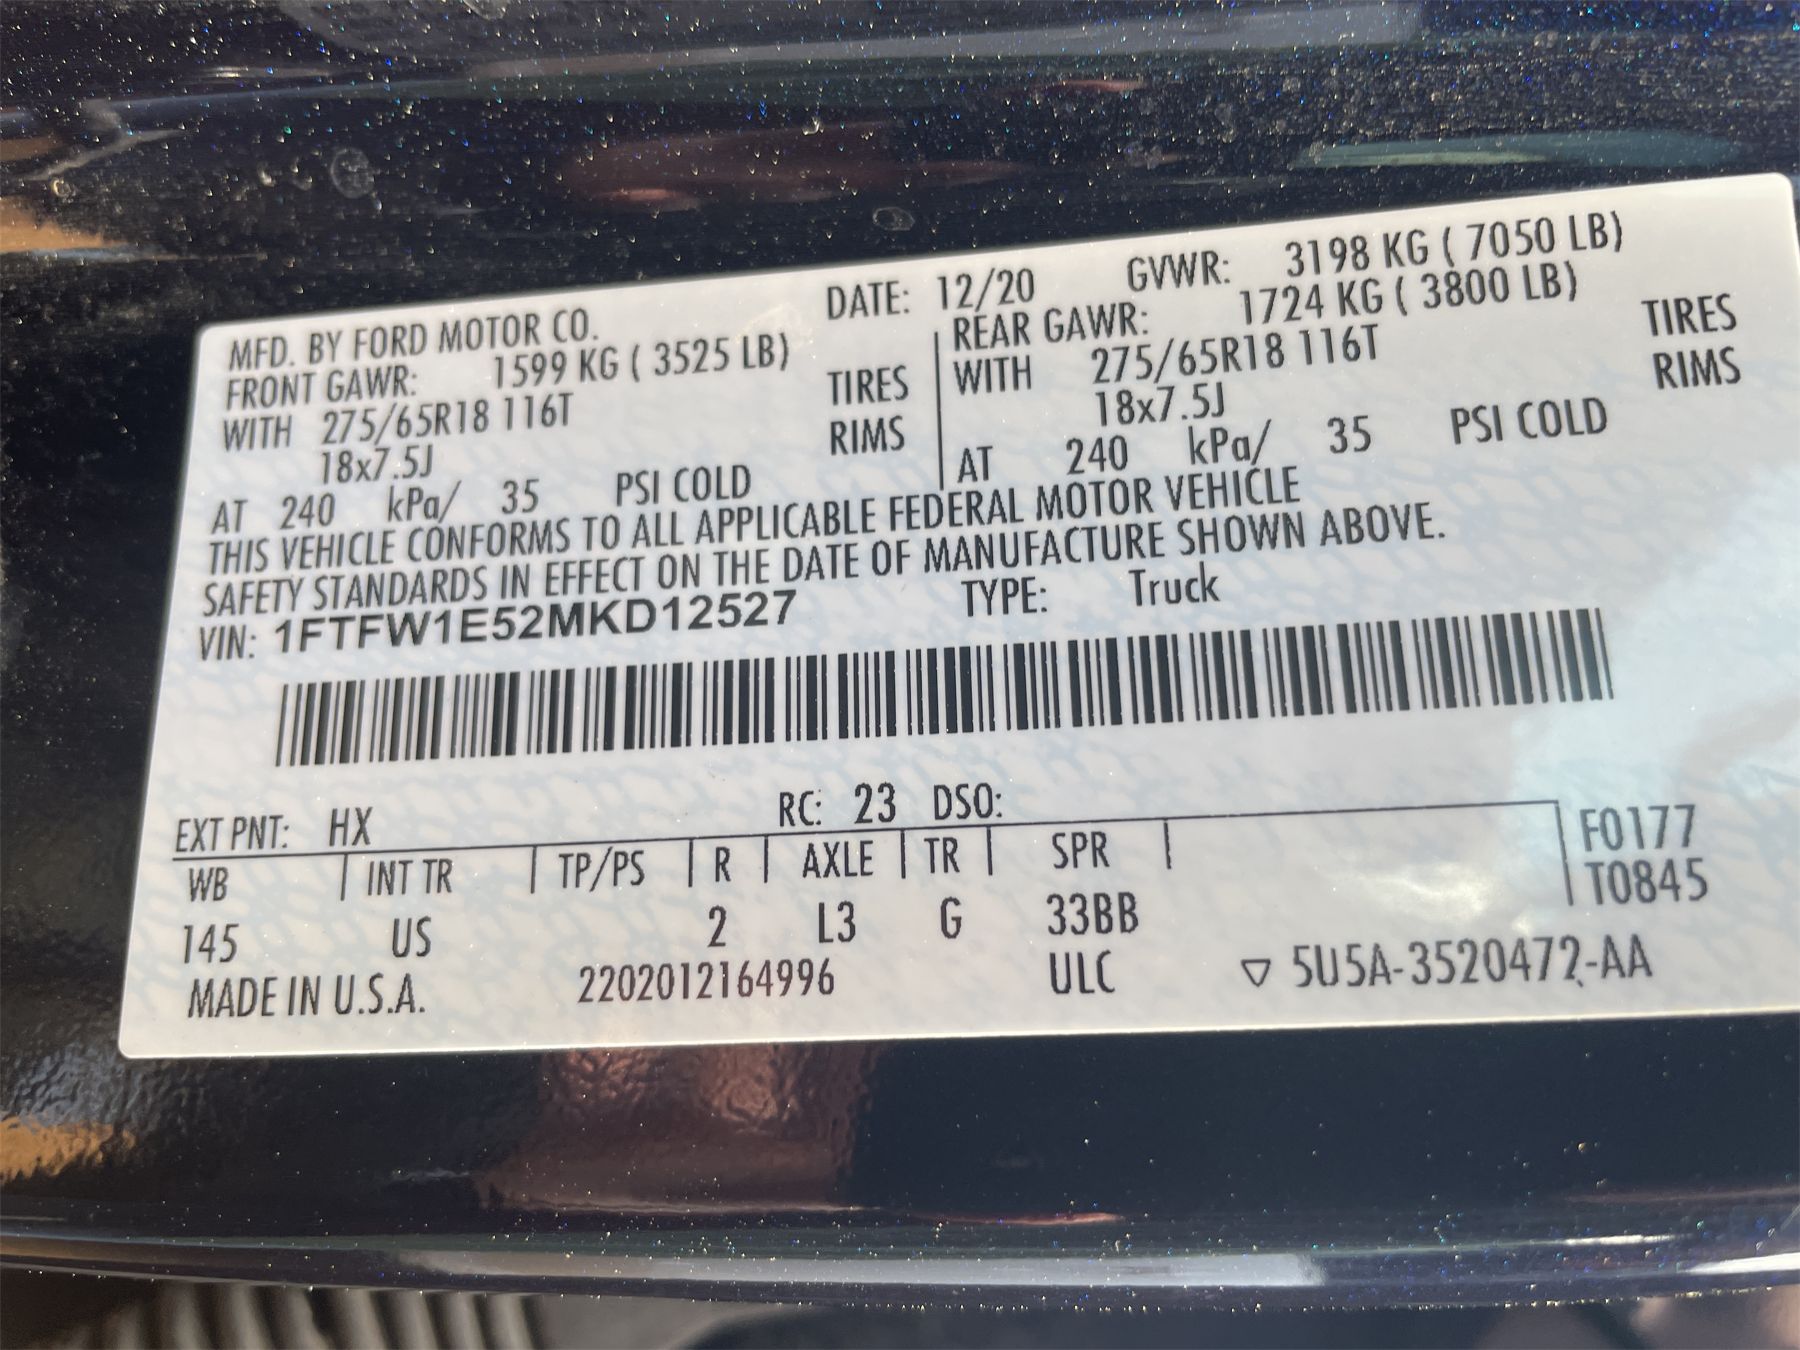 MFD. BY FORD MOTOR CO. DATE: 12/20 GVWR: 3198 KG ( 7050 LB)
FRONT GAWR: 1599 KG ( 3525 LB) REAR GAWR: 1724 KG ( 3800 LB)
WITH 275/65R18 116T TIRES WITH 275/65R18 116T TIRES
18x7.5J RIMS 18x7.5J RIMS
AT 240 kPa/ 35 PSI COLD AT 240 kPa/ 35 PSI COLD
THIS VEHICLE CONFORMS TO ALL APPLICABLE FEDERAL MOTOR VEHICLE
SAFETY STANDARDS IN EFFECT ON THE DATE OF MANUFACTURE SHOWN ABOVE.
VIN: 1FTFW1E52MKD12527 TYPE: Truck
EXT PNT: HX RC: 23 DSO:
WB INT TR TP/PS R AXLE TR SPR F0177
T0845
145 US 2 L3 G 33BB
MADE IN U.S.A. 2202012164996 ULC ▽ 5U5A-3520472-AA